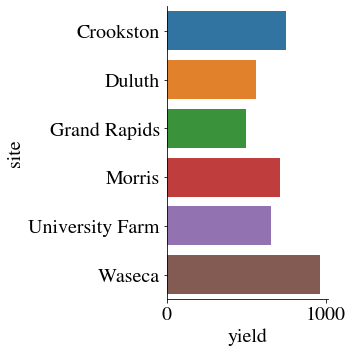 Crookston
Duluth
Grand Rapids
Morris
University Farm
Waseca
site
0 1000
yield